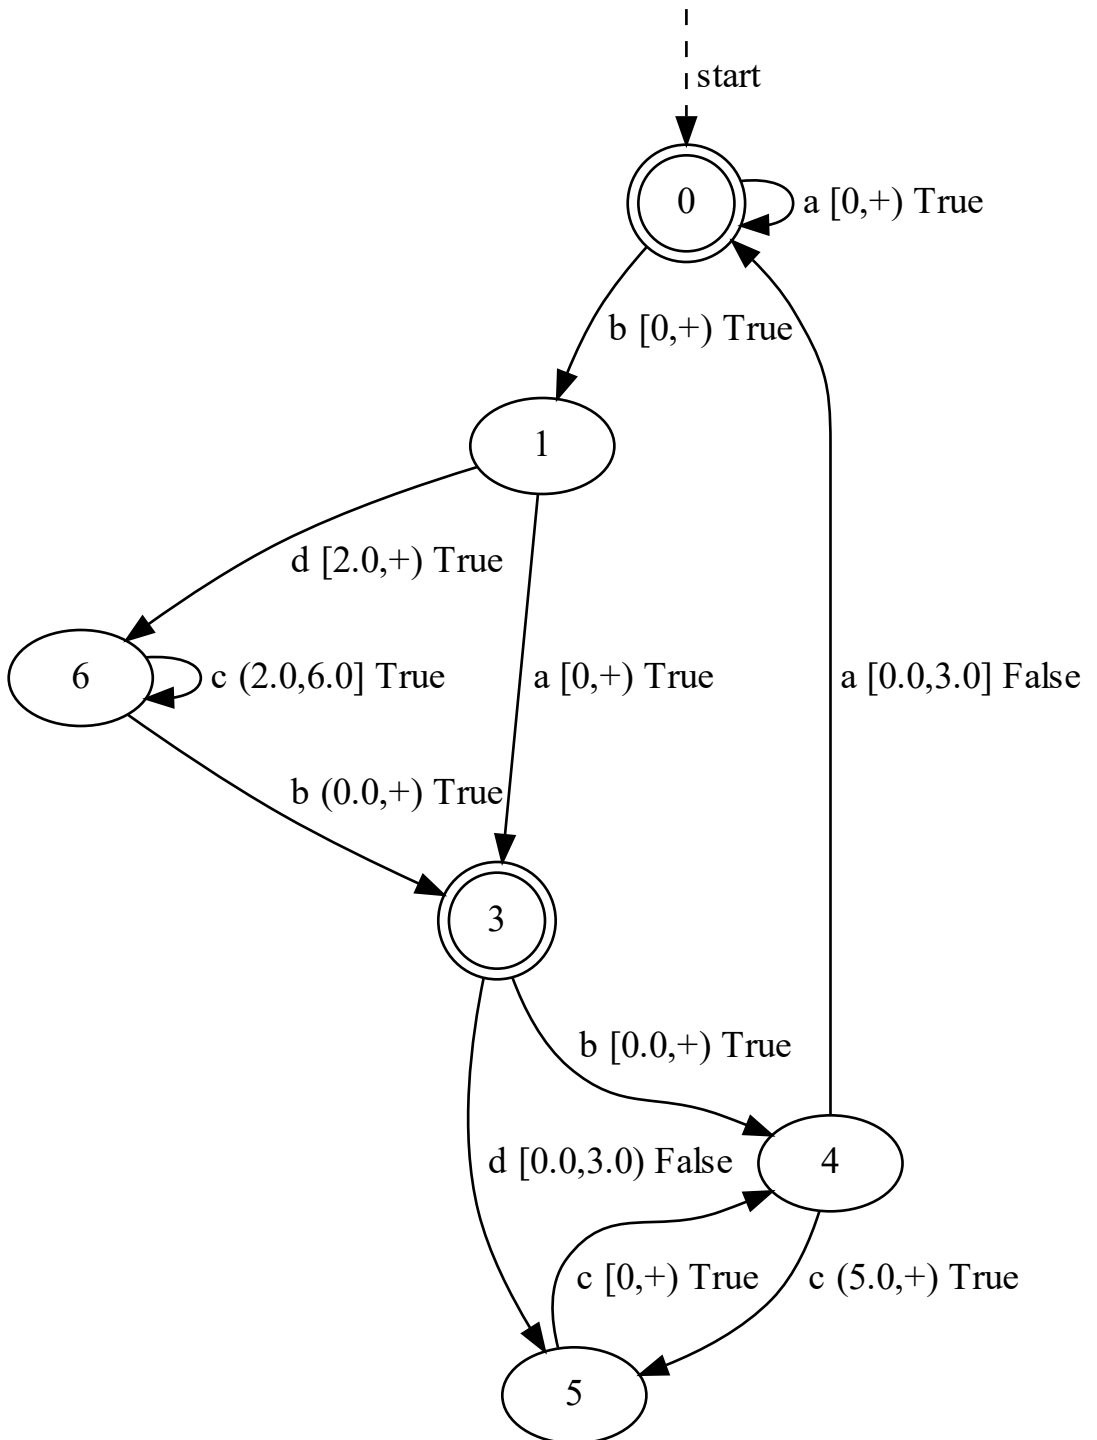 start
0
a [0,+) True
b [0,+) True
1
d [2.0,+) True
6
c (2.0,6.0] True
a [0,+) True
a [0.0,3.0] False
b (0.0,+) True
3
b [0.0,+) True
d [0.0,3.0) False
4
c [0,+) True
c (5.0,+) True
5